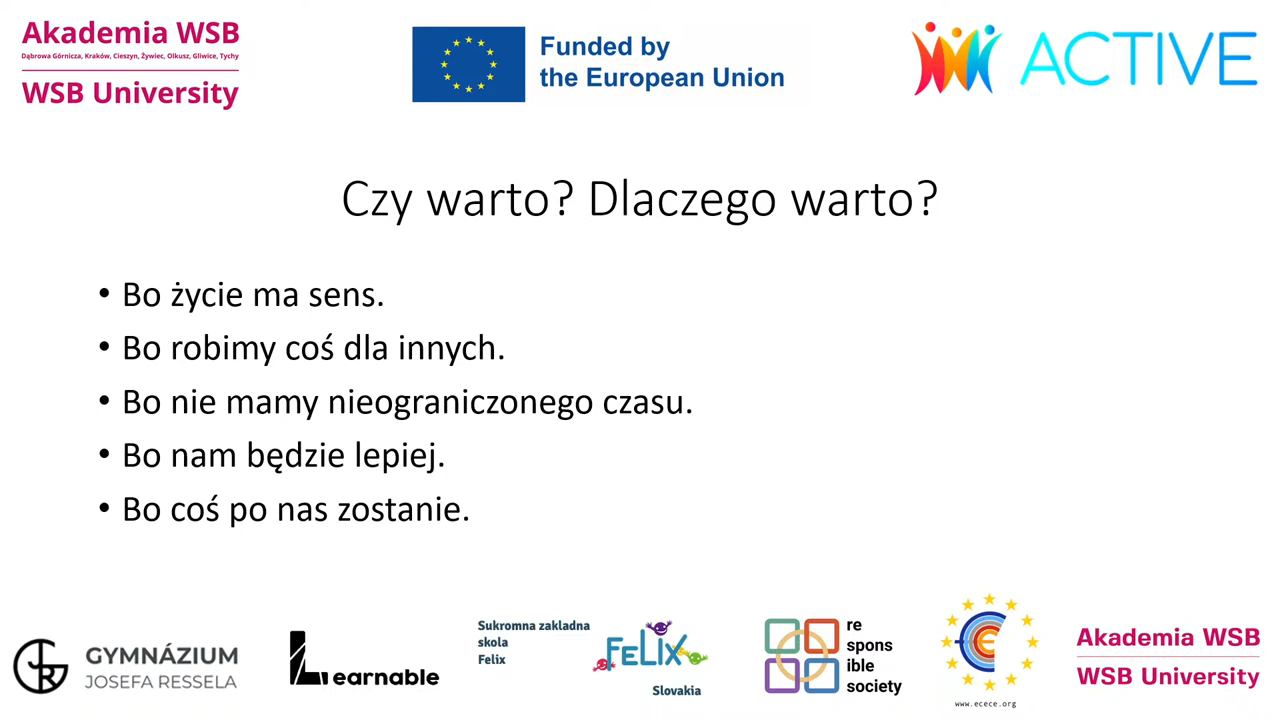 Akademia WSB
Dąbrowa Górnicza, Kraków, Cieszyn, Żywiec, Olkusz, Gliwice, Tychy
WSB University
Funded by
the European Union
ACTIVE
Czy warto? Dlaczego warto?
• Bo życie ma sens.
• Bo robimy coś dla innych.
• Bo nie mamy nieograniczonego czasu.
• Bo nam będzie lepiej.
• Bo coś po nas zostanie.
GYMNÁZIUM
JOSEFA RESSELA
Learnable
Sukromna zakladna
skola
Felix
FELIX
Slovakia
re
spons
ible
society
www.ecece.org
Akademia WSB
WSB University